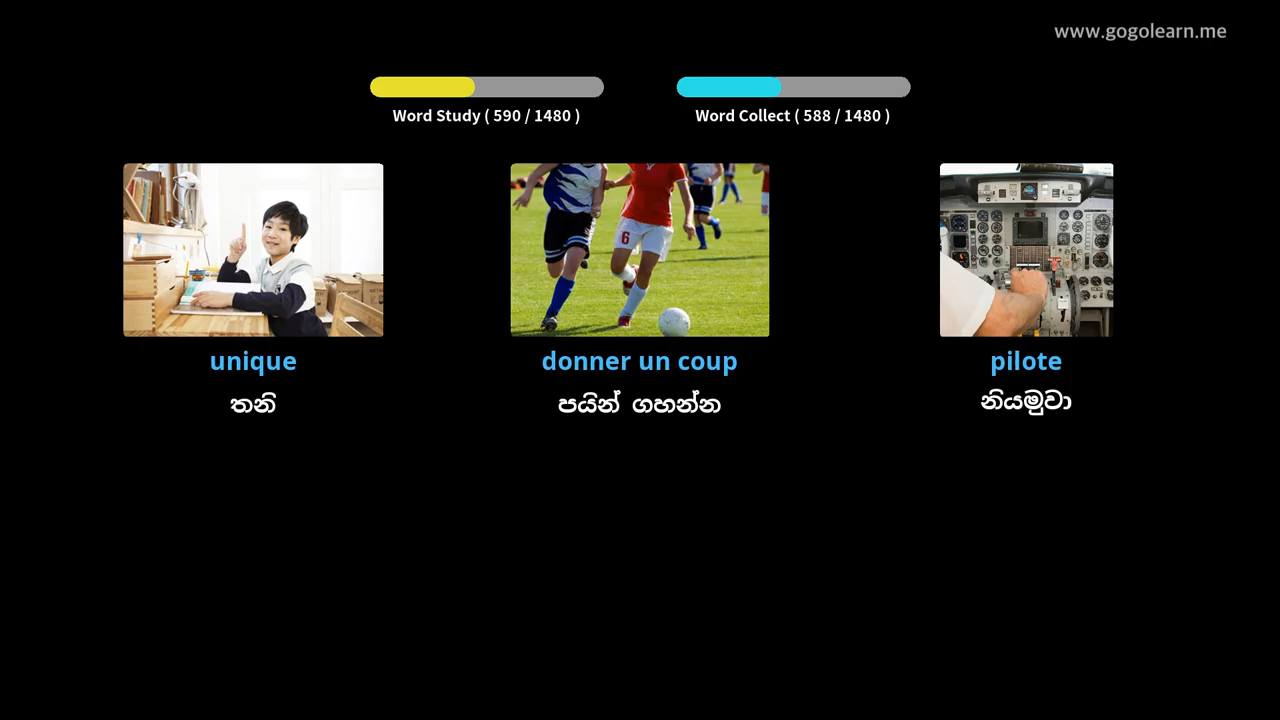 www.gogolearn.me
Word Study ( 590 / 1480 )
Word Collect ( 588 / 1480 )
unique
donner un coup
pilote
තනි
පයින් ගහන්න
නියමුවා
6